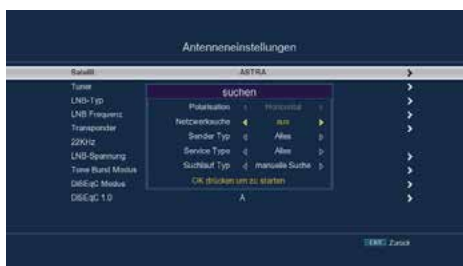 Antenneneinstellungen
Satellit ASTRA
Tuner
LNB-Typ
LNB Frequenz
Transponder
22KHz
LNB-Spannung
Tone Burst Modus
DiSEqC Modus
DiSEqC 1.0 A
suchen
Polarisation Horizontal
Netzwerksuche aus
Sender Typ Alles
Service Type Alles
Suchlauf Typ manuelle Suche
OK drücken um zu starten
EXIT Zurück